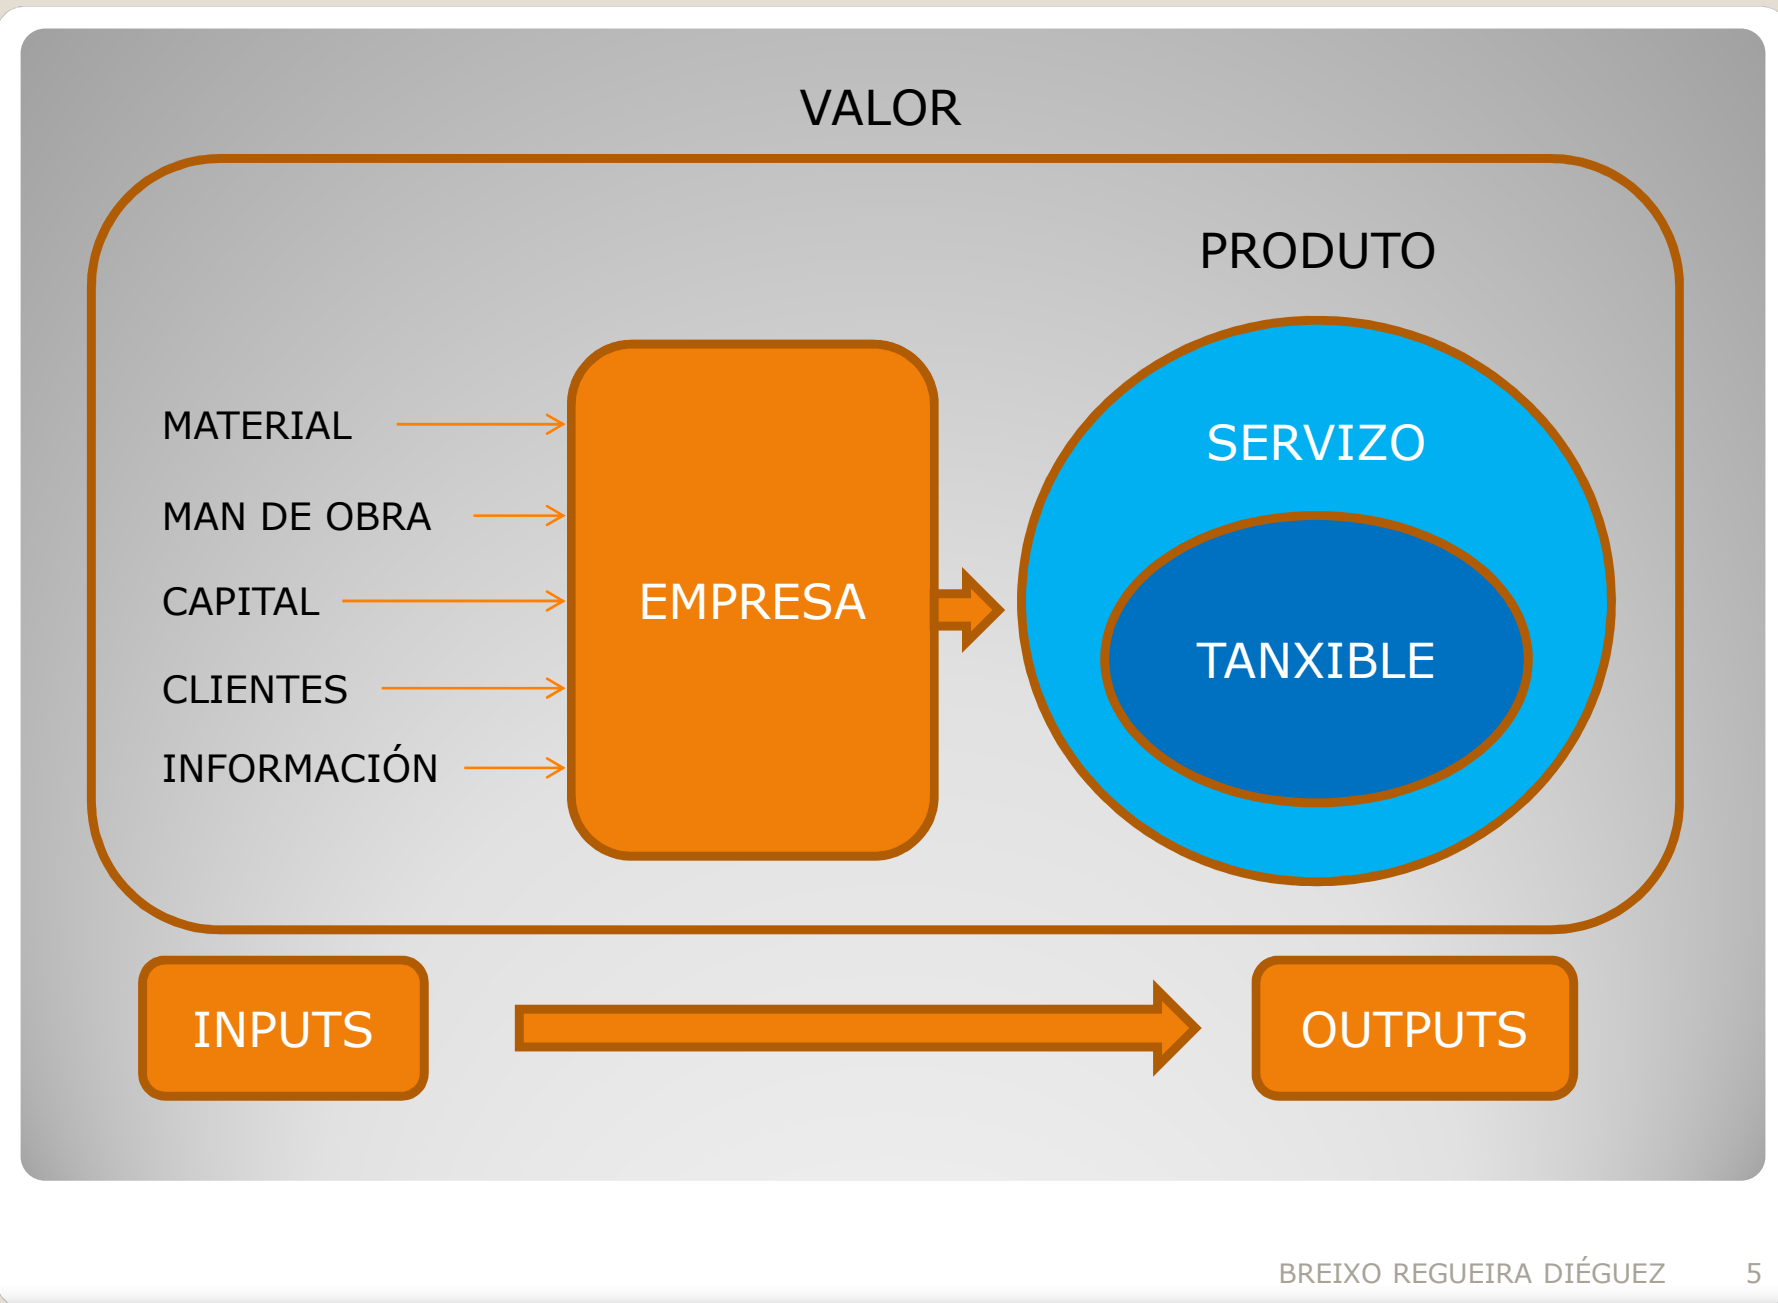 VALOR
PRODUTO
MATERIAL
MAN DE OBRA
CAPITAL
CLIENTES
INFORMACIÓN
EMPRESA
SERVIZO
TANXIBLE
INPUTS
OUTPUTS
BREIXO REGUEIRA DIÉGUEZ 5